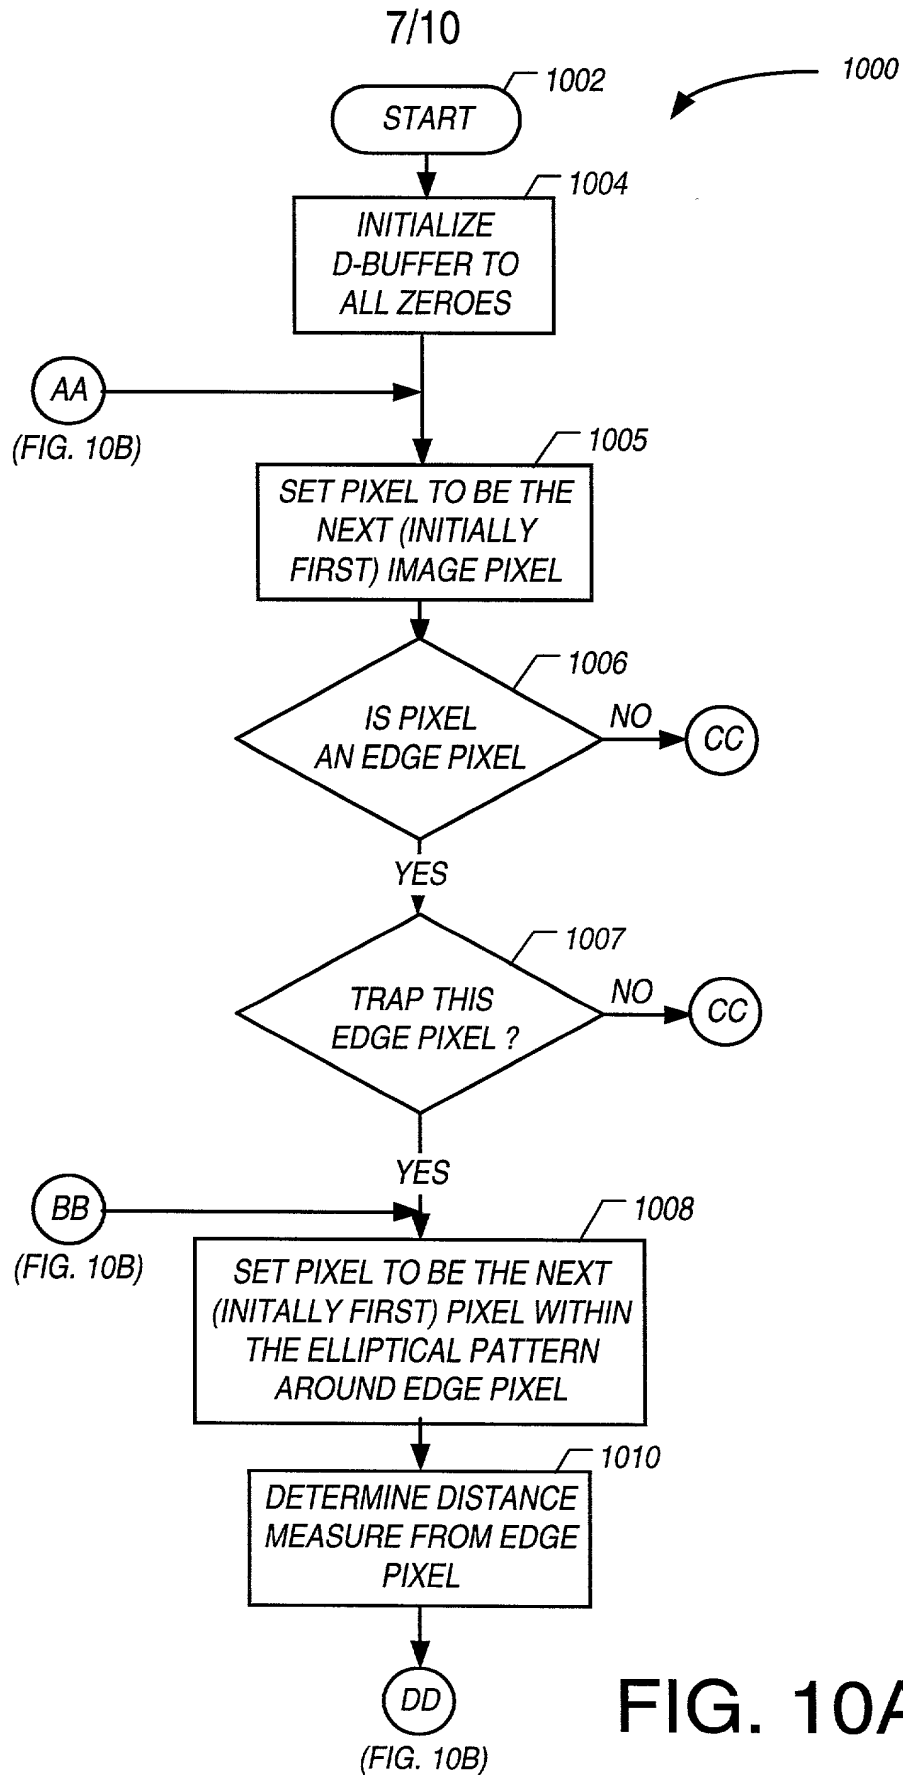 7/10
1002
1000
START
1004
INITIALIZE
D-BUFFER TO
ALL ZEROES
AA
(FIG. 10B)
1005
SET PIXEL TO BE THE
NEXT (INITIALLY
FIRST) IMAGE PIXEL
1006
IS PIXEL
AN EDGE PIXEL
NO
CC
YES
1007
TRAP THIS
EDGE PIXEL ?
NO
CC
YES
BB
(FIG. 10B)
1008
SET PIXEL TO BE THE NEXT
(INITALLY FIRST) PIXEL WITHIN
THE ELLIPTICAL PATTERN
AROUND EDGE PIXEL
1010
DETERMINE DISTANCE
MEASURE FROM EDGE
PIXEL
DD
(FIG. 10B)
FIG. 10A